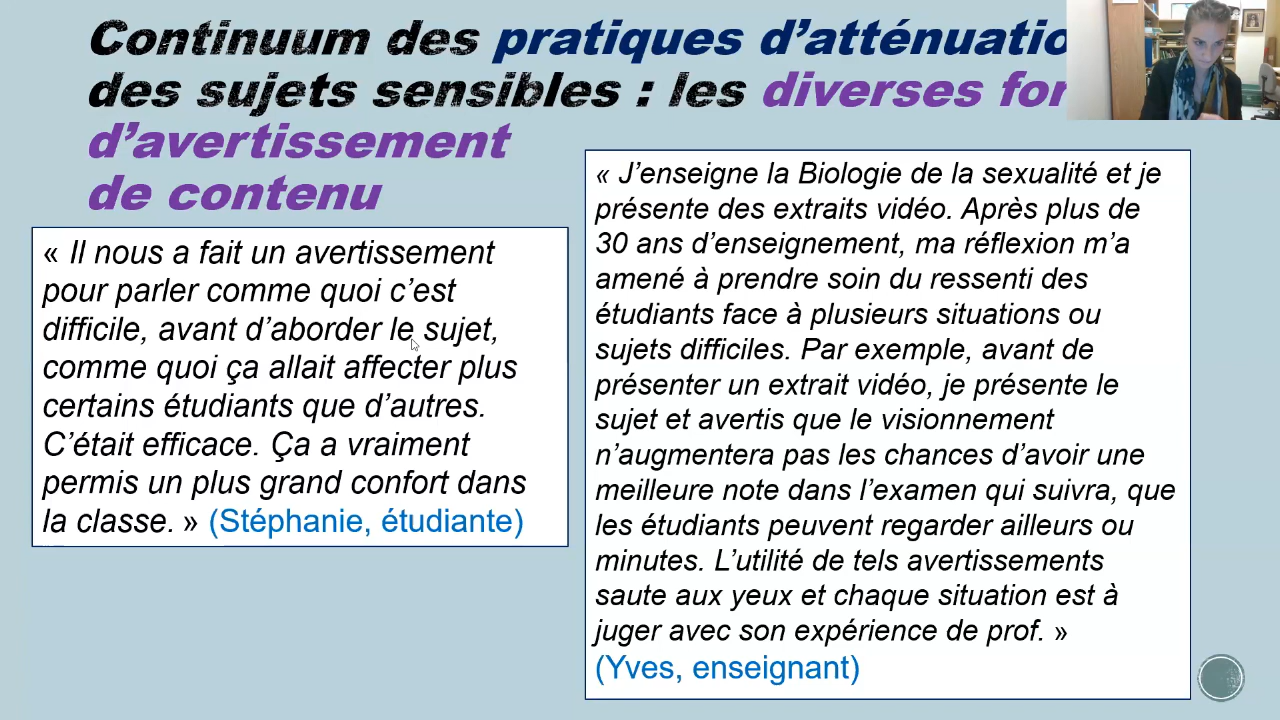 Continuum des pratiques d’atténuatio
des sujets sensibles : les diverses for
d’avertissement
de contenu
« Il nous a fait un avertissement
pour parler comme quoi c’est
difficile, avant d’aborder le sujet,
comme quoi ça allait affecter plus
certains étudiants que d’autres.
C’était efficace. Ça a vraiment
permis un plus grand confort dans
la classe. » (Stéphanie, étudiante)
« J’enseigne la Biologie de la sexualité et je
présente des extraits vidéo. Après plus de
30 ans d’enseignement, ma réflexion m’a
amené à prendre soin du ressenti des
étudiants face à plusieurs situations ou
sujets difficiles. Par exemple, avant de
présenter un extrait vidéo, je présente le
sujet et avertis que le visionnement
n’augmentera pas les chances d’avoir une
meilleure note dans l’examen qui suivra, que
les étudiants peuvent regarder ailleurs ou
minutes. L’utilité de tels avertissements
saute aux yeux et chaque situation est à
juger avec son expérience de prof. »
(Yves, enseignant)